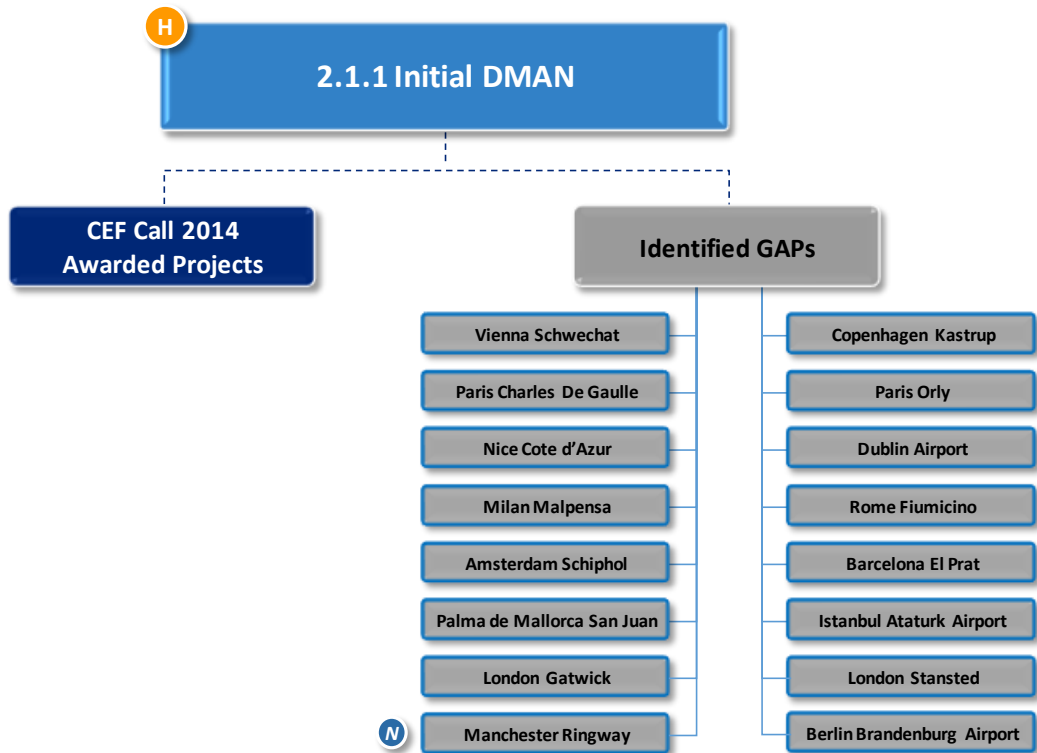 H
2.1.1 Initial DMAN
CEF Call 2014
Awarded Projects
Identified GAPs
Vienna Schwechat
Copenhagen Kastrup
Paris Charles De Gaulle
Paris Orly
Nice Cote d’Azur
Dublin Airport
Milan Malpensa
Rome Fiumicino
Amsterdam Schiphol
Barcelona El Prat
Palma de Mallorca San Juan
Istanbul Ataturk Airport
London Gatwick
London Stansted
N
Manchester Ringway
Berlin Brandenburg Airport